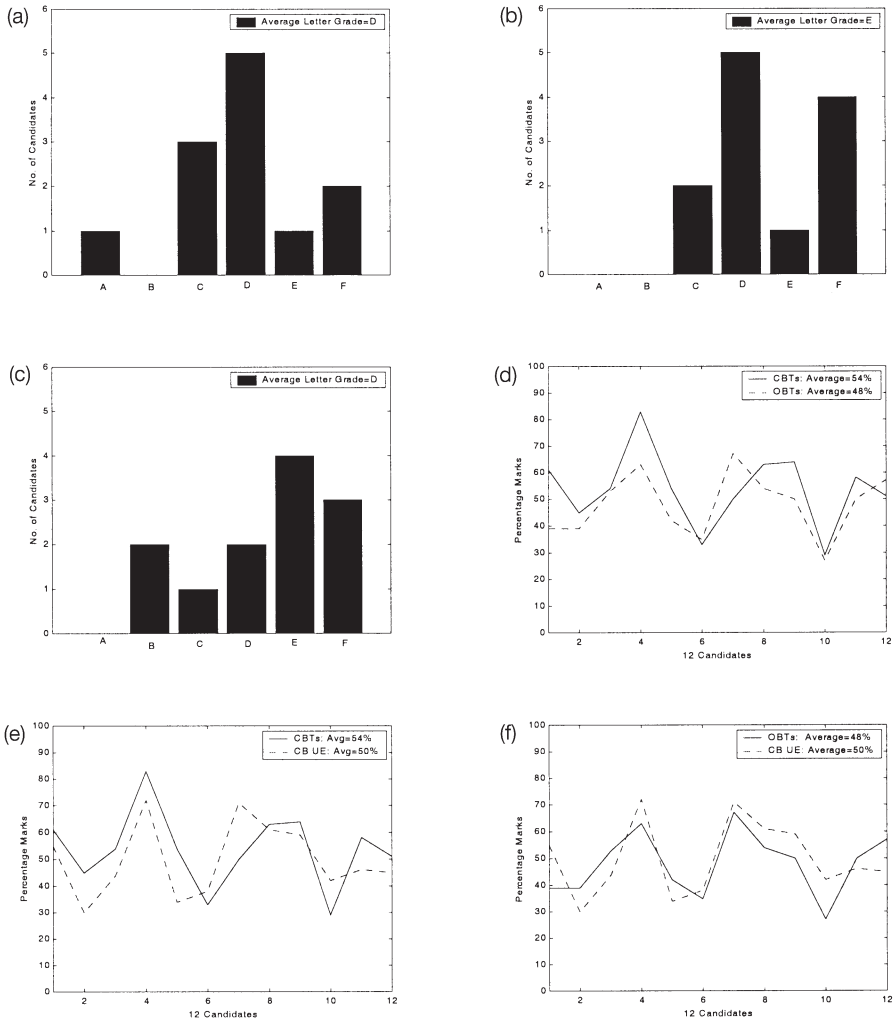 (a)
Average Letter Grade=D
6
5
4
3
2
1
0
No. of Candidates
A B C D E F
(b)
Average Letter Grade=E
6
5
4
3
2
1
0
No. of Candidates
A B C D E F
(c)
Average Letter Grade=D
6
5
4
3
2
1
0
No. of Candidates
A B C D E F
(d)
CBTs: Average=54%
OBTs: Average=48%
100
90
80
70
60
50
40
30
20
10
0
Percentage Marks
2 4 6 8 10 12
12 Candidates
(e)
CBTs: Avg=54%
CB UE: Avg=50%
100
90
80
70
60
50
40
30
20
10
0
Percentage Marks
2 4 6 8 10 12
12 Candidates
(f)
OBTs: Average=48%
CB UE: Average=50%
100
90
80
70
60
50
40
30
20
10
0
Percentage Marks
2 4 6 8 10 12
12 Candidates